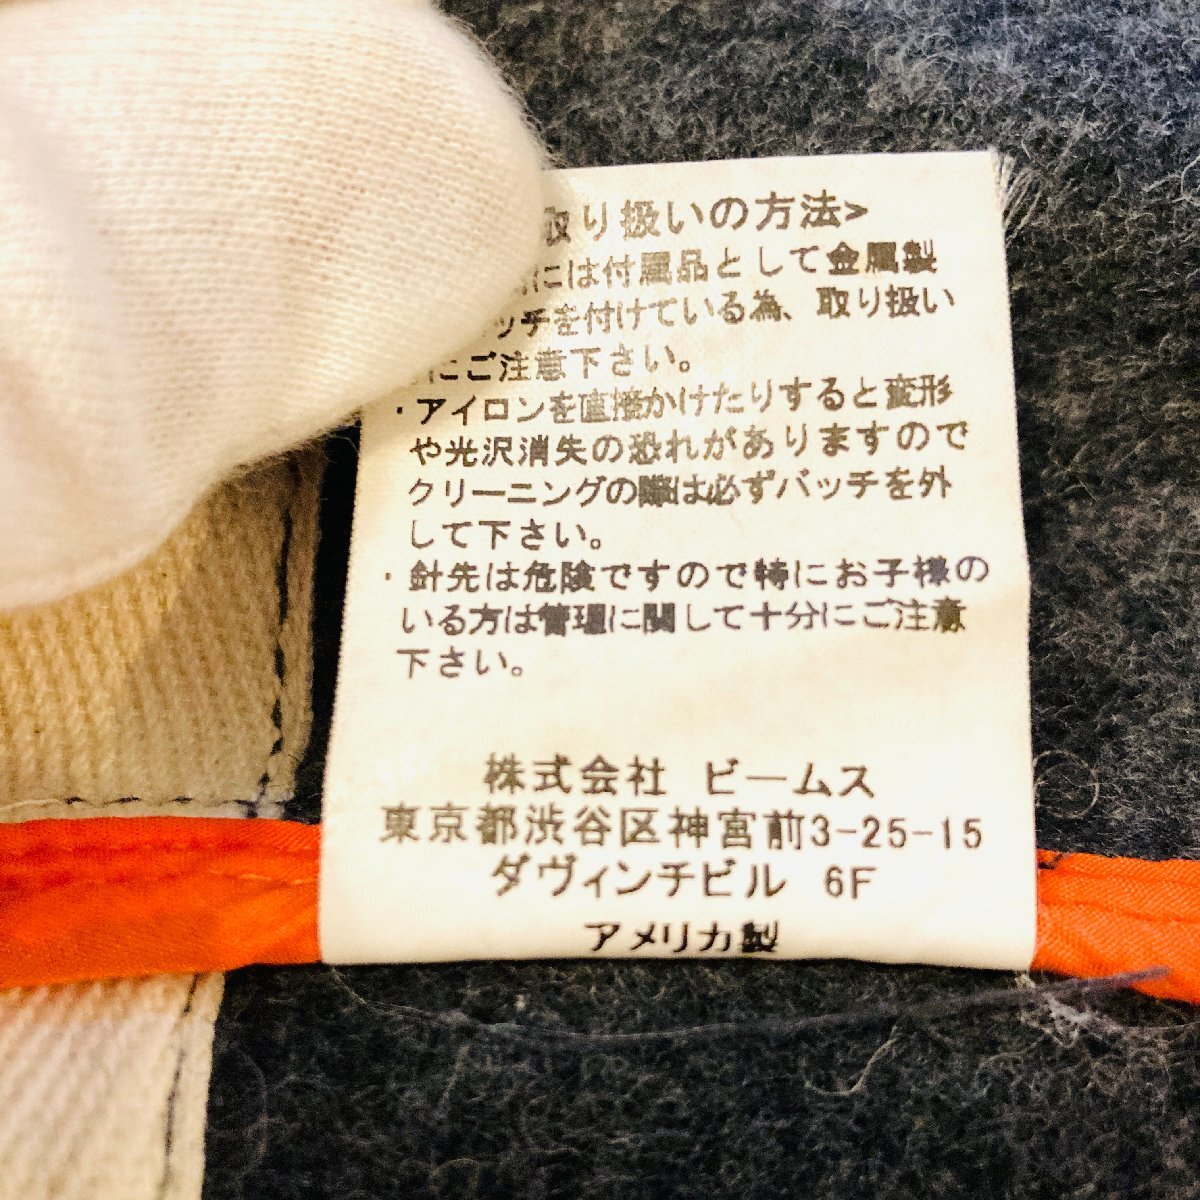 取り扱いの方法>
には付属品として金属製
ッチを付けている為、取り扱い
にご注意下さい。
・アイロンを直接かけたりすると変形
や光沢消失の恐れがありますので
クリーニングの際は必ずバッチを外
して下さい。
・針先は危険ですので特にお子様の
いる方は管理に関して十分にご注意
下さい。
株式会社 ビームス
東京都渋谷区神宮前3-25-15
ダヴィンチビル 6F
アメリカ製